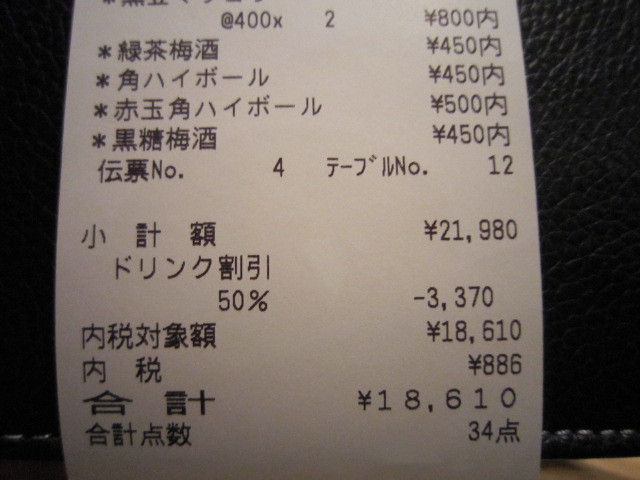 @400x 2 ¥800内
*緑茶梅酒 ¥450内
*角ハイボール ¥450内
*赤玉角ハイボール ¥500内
*黒糖梅酒 ¥450内
伝票No. 4 テーブルNo. 12
小計額 ¥21,980
ドリンク割引
50% -3,370
内税対象額 ¥18,610
内税 ¥886
合計 ¥18,610
合計点数 34点